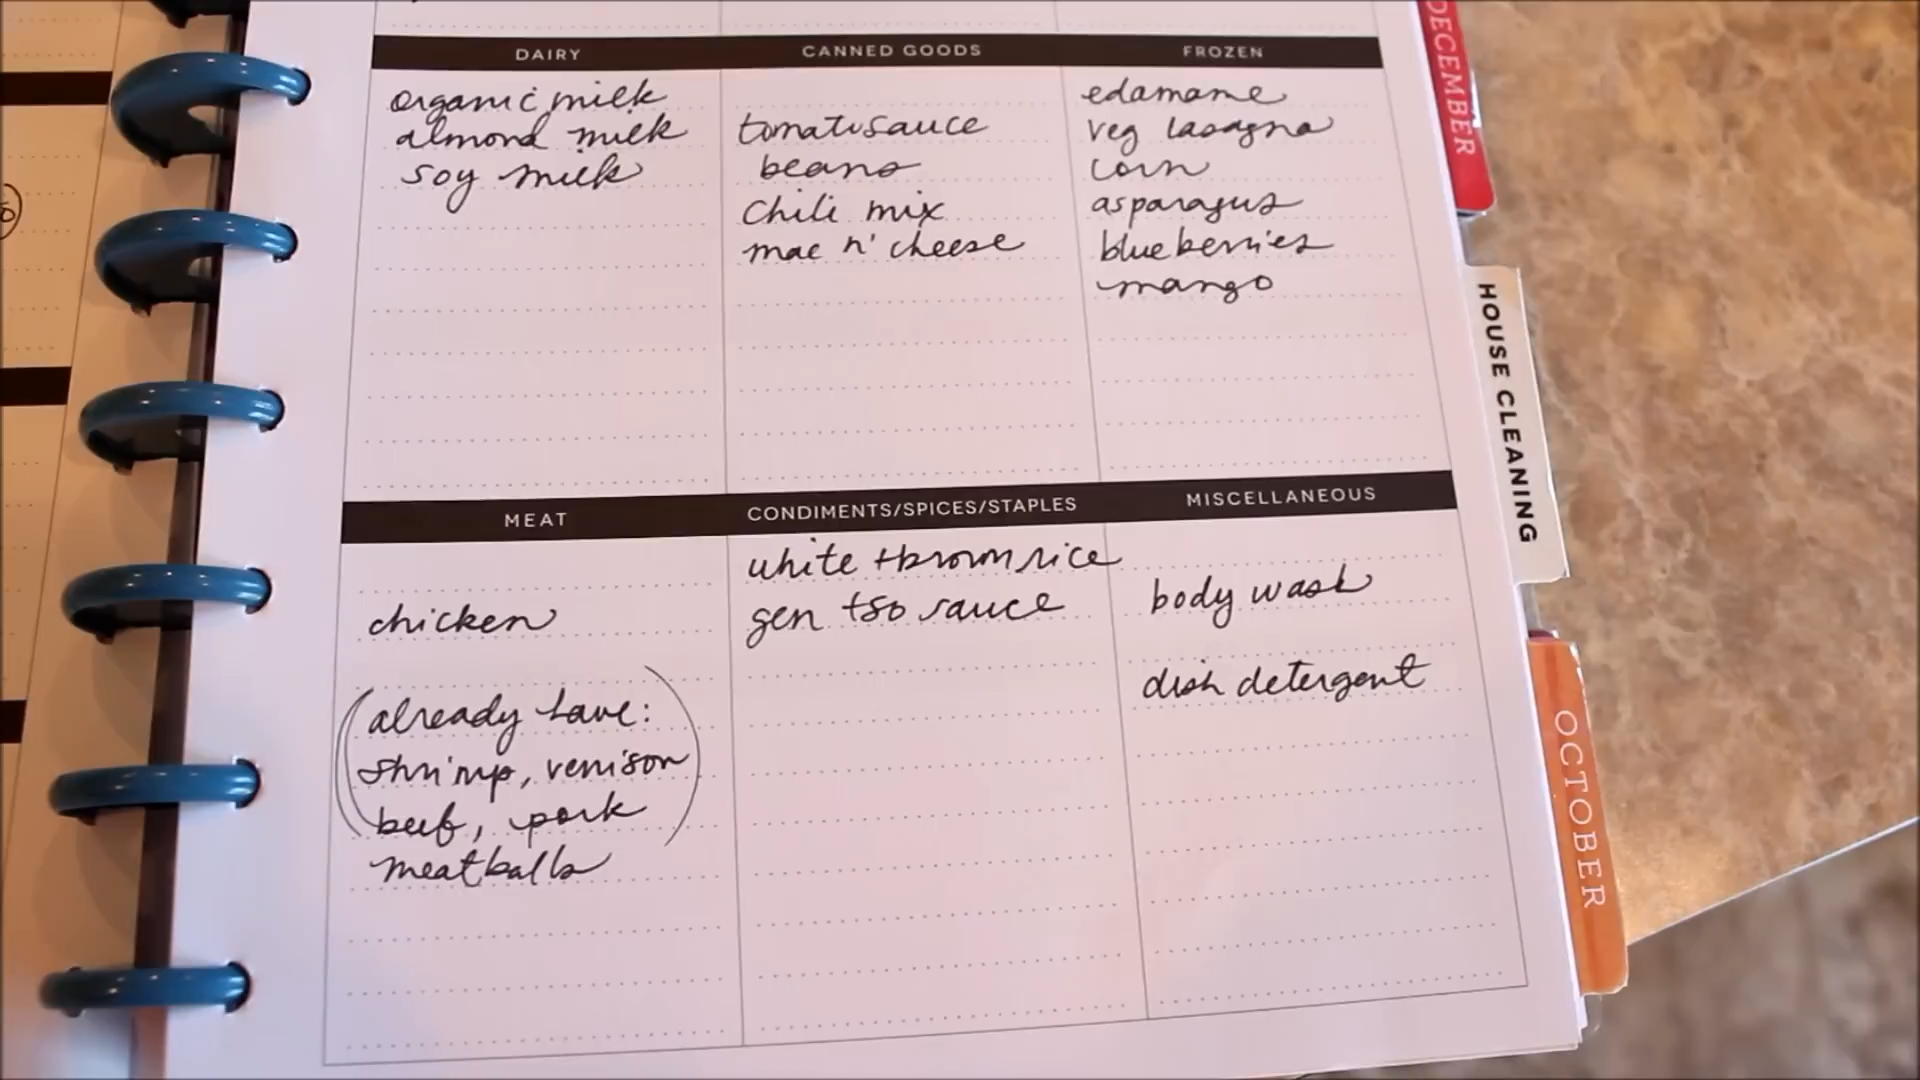 DAIRY
organic milk
almond milk
soy milk
CANNED GOODS
tomato sauce
beans
chili mix
mac n' cheese
FROZEN
edamame
veg lasagna
corn
asparagus
blueberries
mango
MEAT
chicken
(already have:
shrimp, venison
beef, pork)
meatballs
CONDIMENTS/SPICES/STAPLES
white + brown rice
gen tso sauce
MISCELLANEOUS
body wash
dish detergent
DECEMBER
HOUSE CLEANING
OCTOBER